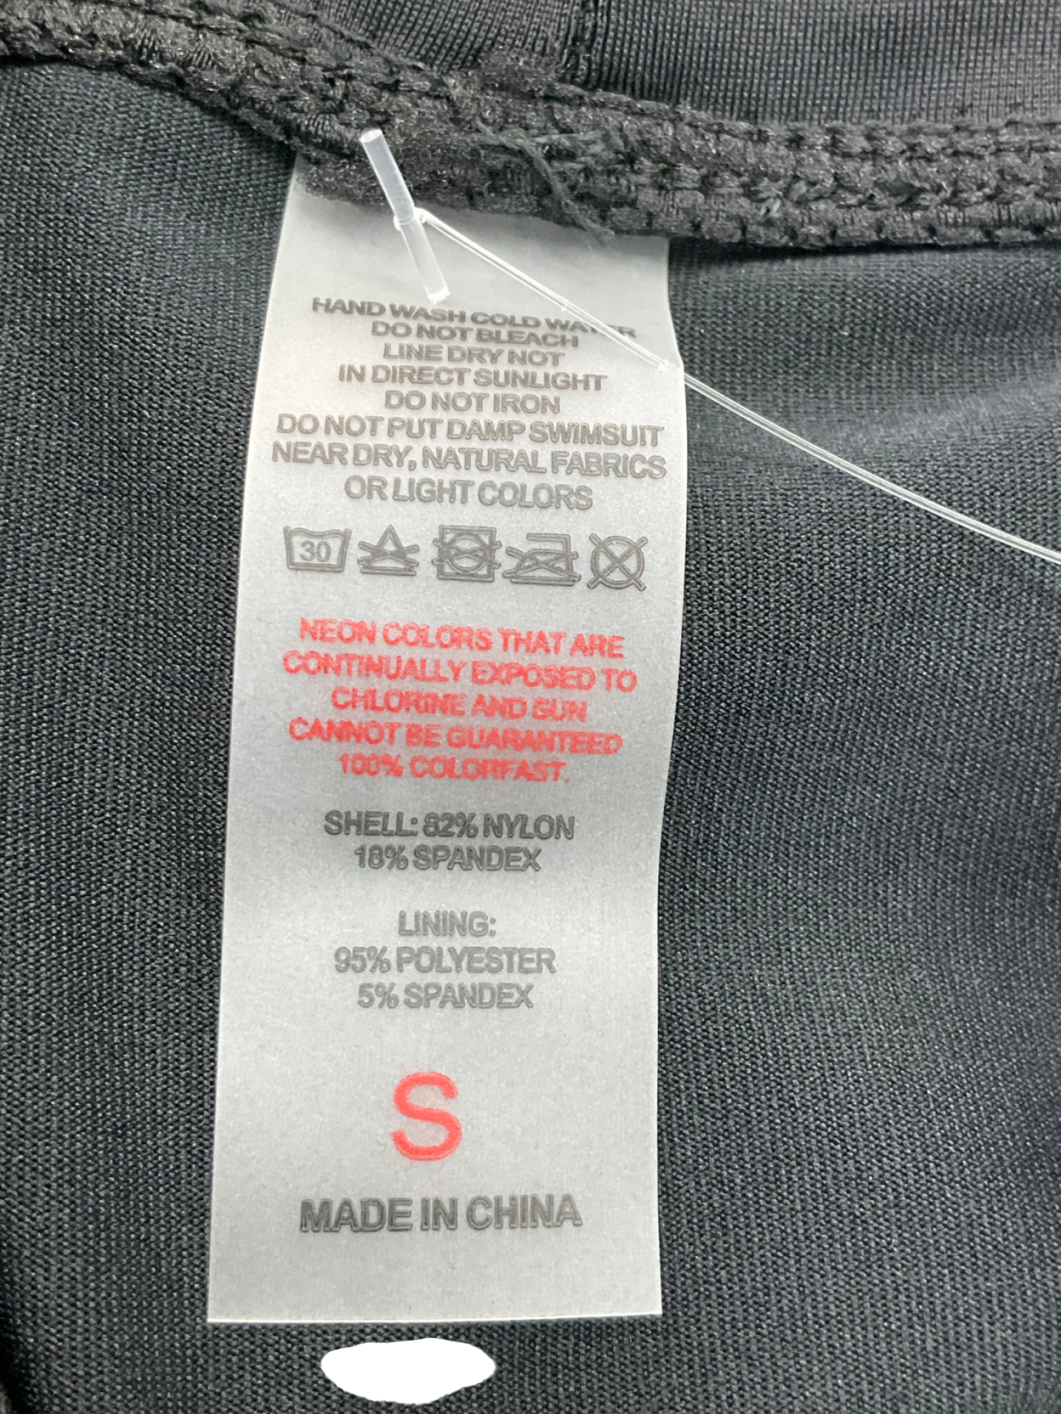 HAND WASH COLD WATER
DO NOT BLEACH
LINE DRY NOT
IN DIRECT SUNLIGHT
DO NOT IRON
DO NOT PUT DAMP SWIMSUIT
NEAR DRY, NATURAL FABRICS
OR LIGHT COLORS
30
NEON COLORS THAT ARE
CONTINUALLY EXPOSED TO
CHLORINE AND SUN
CANNOT BE GUARANTEED
100% COLORFAST.
SHELL: 82% NYLON
18% SPANDEX
LINING:
95% POLYESTER
5% SPANDEX
S
MADE IN CHINA